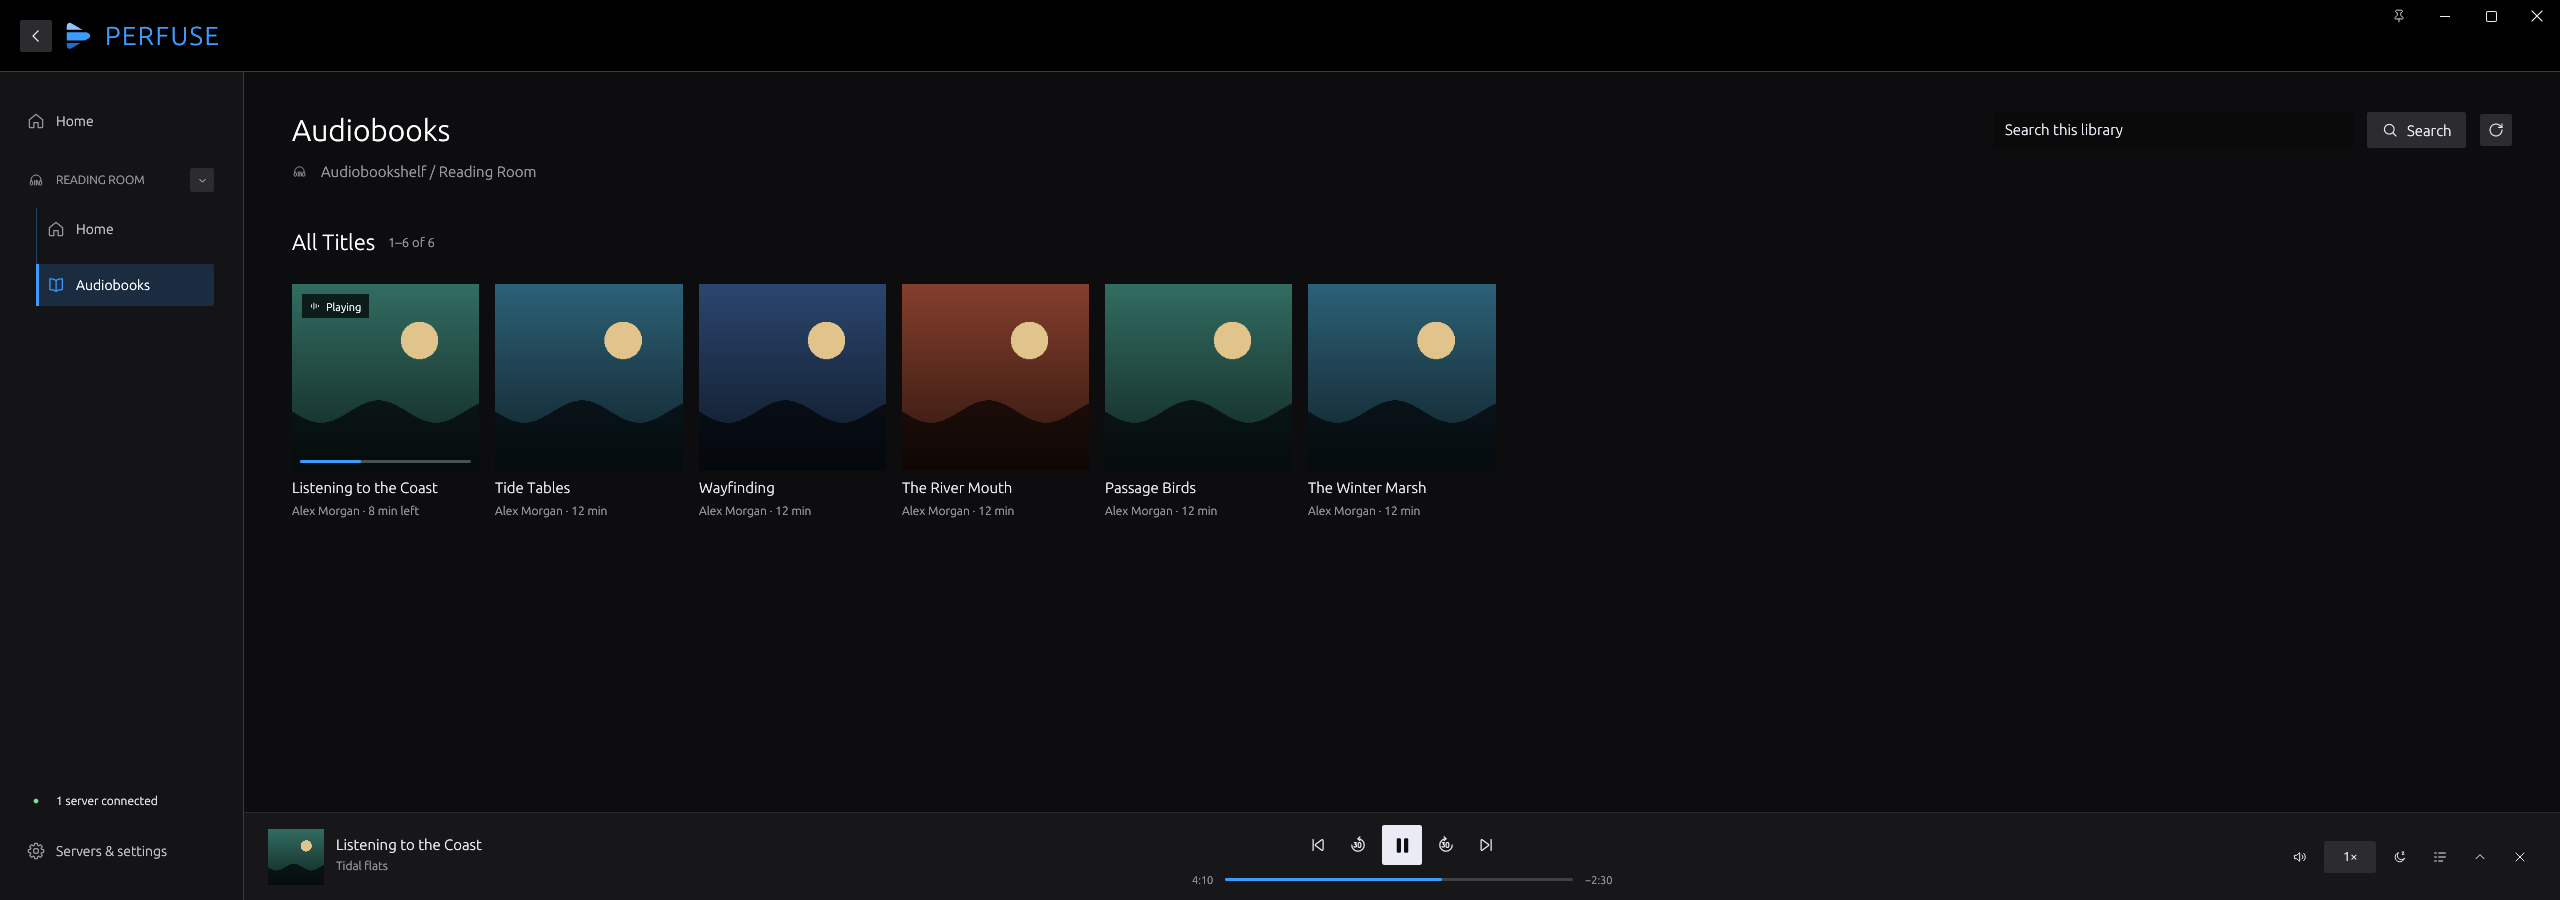 PERFUSE
Home
READING ROOM
Home
Audiobooks
1 server connected
Servers & settings
Audiobooks
Search this library
Search
Audiobookshelf / Reading Room
All Titles 1–6 of 6
Playing
Listening to the Coast
Alex Morgan · 8 min left
Tide Tables
Alex Morgan · 12 min
Wayfinding
Alex Morgan · 12 min
The River Mouth
Alex Morgan · 12 min
Passage Birds
Alex Morgan · 12 min
The Winter Marsh
Alex Morgan · 12 min
Listening to the Coast
Tidal flats
30
30
4:10
−2:30
1×